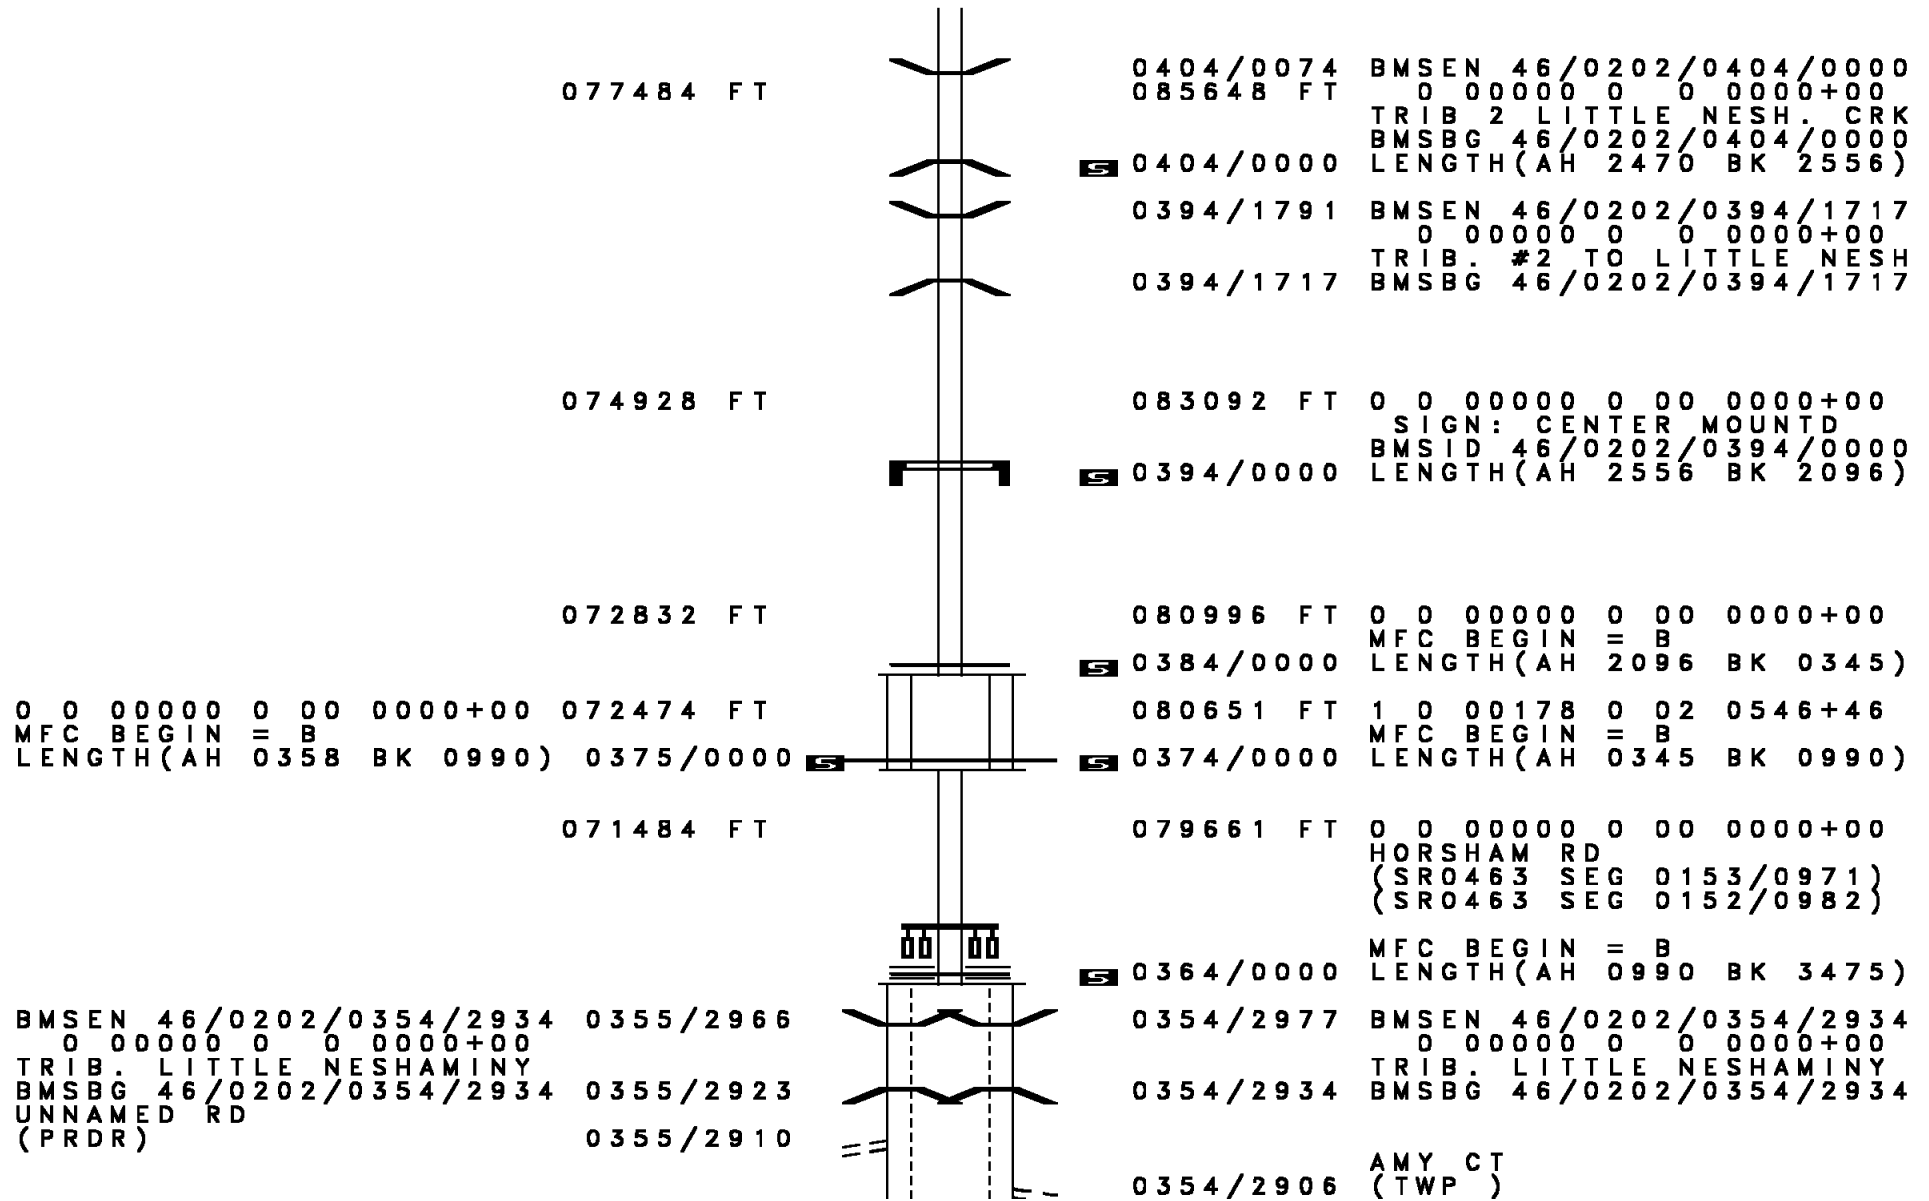 0404/0074 BMSEN 46/0202/0404/0000
077484 FT 085648 FT 0 00000 0 0 0000+00
TRIB 2 LITTLE NESH. CRK
BMSBG 46/0202/0404/0000
S 0404/0000 LENGTH(AH 2470 BK 2556)
0394/1791 BMSEN 46/0202/0394/1717
0 00000 0 0 0000+00
TRIB. #2 TO LITTLE NESH
0394/1717 BMSBG 46/0202/0394/1717
074928 FT 083092 FT 0 0 00000 0 00 0000+00
SIGN: CENTER MOUNTD
BMSID 46/0202/0394/0000
S 0394/0000 LENGTH(AH 2556 BK 2096)
072832 FT 080996 FT 0 0 00000 0 00 0000+00
MFC BEGIN = B
S 0384/0000 LENGTH(AH 2096 BK 0345)
0 0 00000 0 00 0000+00 072474 FT 080651 FT 1 0 00178 0 02 0546+46
MFC BEGIN = B MFC BEGIN = B
LENGTH(AH 0358 BK 0990) 0375/0000 S S 0374/0000 LENGTH(AH 0345 BK 0990)
071484 FT 079661 FT 0 0 00000 0 00 0000+00
HORSHAM RD
(SR0463 SEG 0153/0971)
(SR0463 SEG 0152/0982)
MFC BEGIN = B
S 0364/0000 LENGTH(AH 0990 BK 3475)
BMSEN 46/0202/0354/2934 0355/2966 0354/2977 BMSEN 46/0202/0354/2934
0 00000 0 0 0000+00 0 00000 0 0 0000+00
TRIB. LITTLE NESHAMINY TRIB. LITTLE NESHAMINY
BMSBG 46/0202/0354/2934 0355/2923 0354/2934 BMSBG 46/0202/0354/2934
UNNAMED RD
(PRDR) 0355/2910
AMY CT
0354/2906 (TWP )